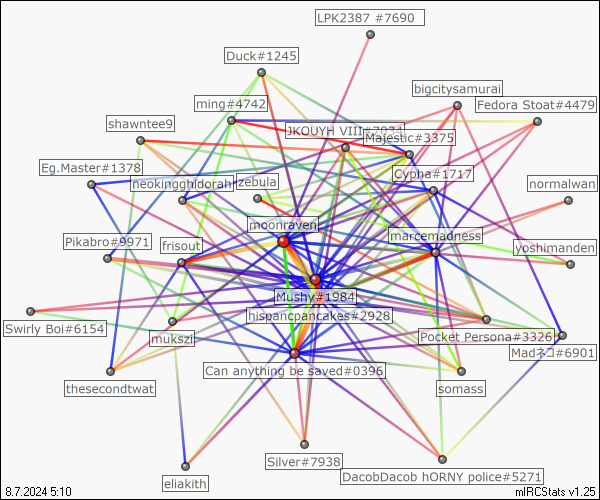 LPK2387 #7690
Duck#1245
bigcitysamurai
ming#4742
Fedora Stoat#4479
shawntee9
JKOUYH VIII#7034
Majestic#3375
Eg.Master#1378
Cypha#1717
neokingghidorah
zebula
normalwan
moonraven
marcemadness
Pikabro#9971
frisout
yoshimanden
Mushy#1984
hispancpancakes#2928
Swirly Boi#6154
mukszi
Pocket Persona#3326
Madネコ#6901
Can anything be saved#0396
thesecondtwat
somass
Silver#7938
DacobDacob hORNY police#5271
eliakith
8.7.2024 5:10
mIRCStats v1.25